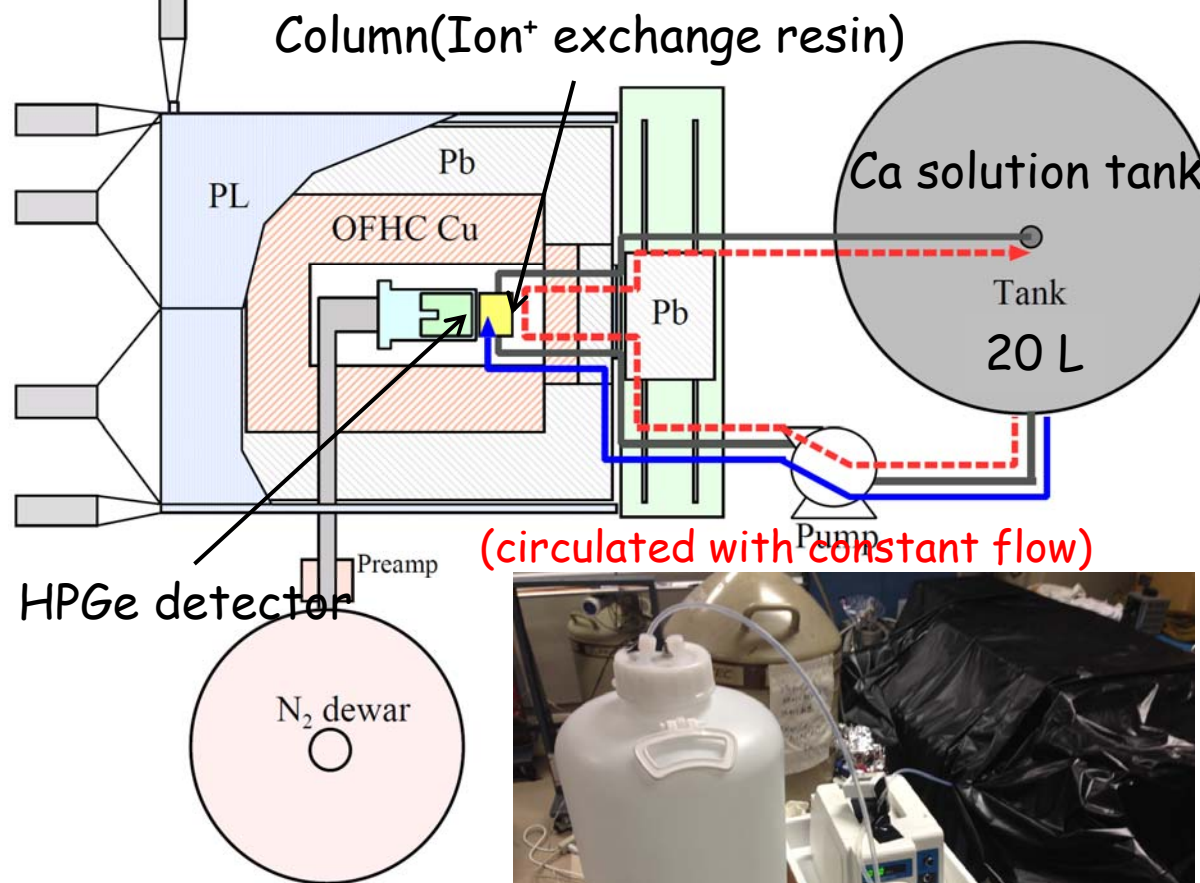 Column(Ion⁺ exchange resin)
Pb
Ca solution tank
PL
OFHC Cu
Tank
Pb
20 L
Pump
(circulated with constant flow)
Preamp
HPGe detector
N₂ dewar